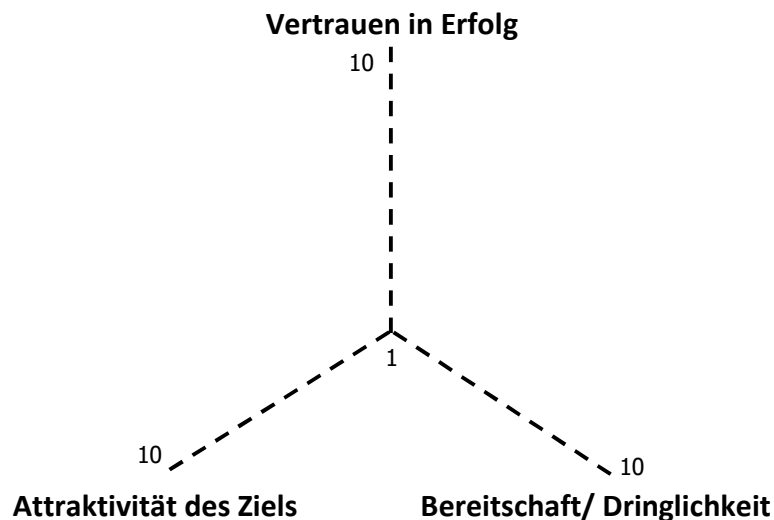 Vertrauen in Erfolg
10
1
10
10
Attraktivität des Ziels
Bereitschaft/ Dringlichkeit